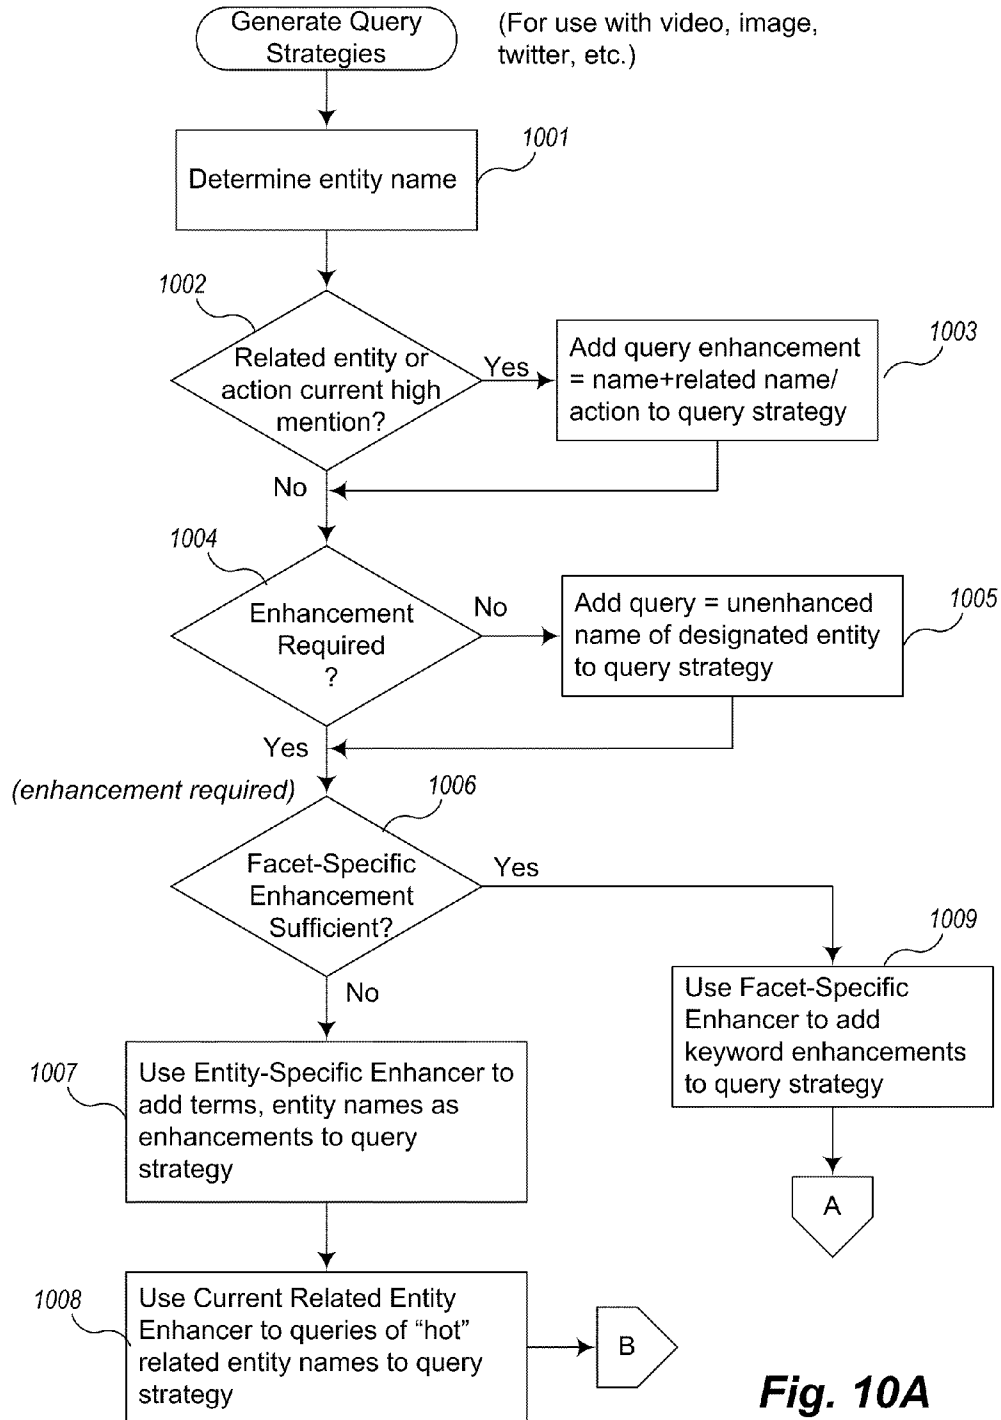 Generate Query
Strategies
(For use with video, image,
twitter, etc.)
1001
Determine entity name
1002
Related entity or
action current high
mention?
Yes
Add query enhancement
= name+related name/
action to query strategy
1003
No
1004
Enhancement
Required
?
No
Add query = unenhanced
name of designated entity
to query strategy
1005
Yes
(enhancement required)
1006
Facet-Specific
Enhancement
Sufficient?
Yes
No
1009
Use Facet-Specific
Enhancer to add
keyword enhancements
to query strategy
A
1007
Use Entity-Specific Enhancer to
add terms, entity names as
enhancements to query
strategy
1008
Use Current Related Entity
Enhancer to queries of “hot”
related entity names to query
strategy
B
Fig. 10A